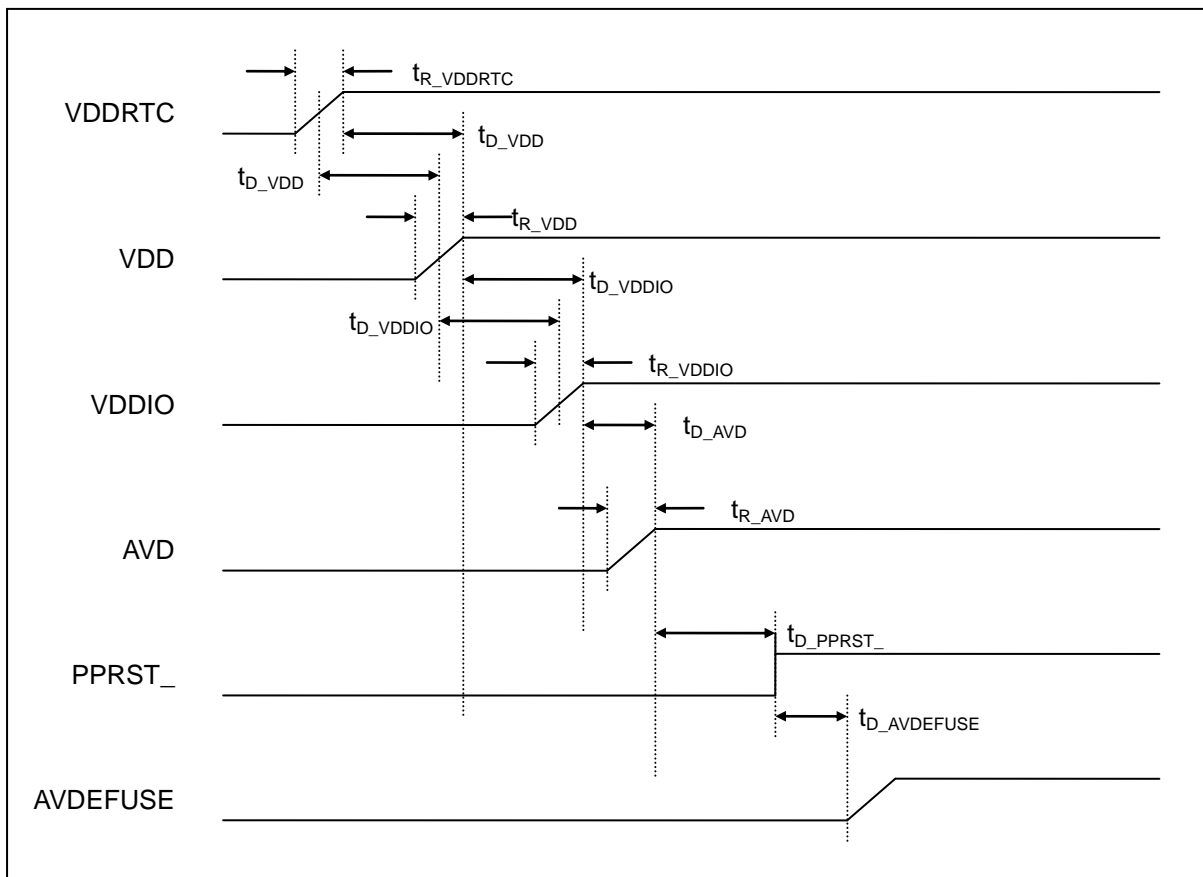 t_R_VDDRTC
VDDRTC
t_D_VDD
t_D_VDD
t_R_VDD
VDD
t_D_VDDIO
t_D_VDDIO
t_R_VDDIO
VDDIO
t_D_AVD
t_R_AVD
AVD
t_D_PPRST_
PPRST_
t_D_AVDEFUSE
AVDEFUSE